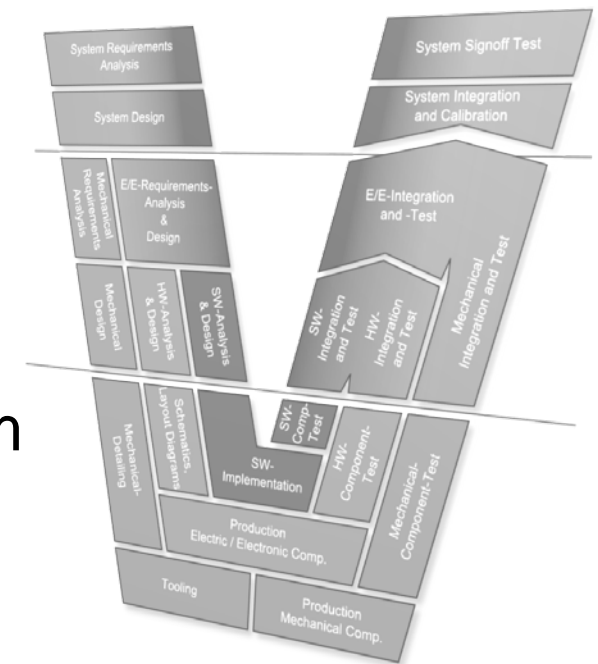 System Requirements
Analysis
System Design
Mechanical
Requirements
Analysis
E/E-Requirements-
Analysis
&
Design
Mechanical
Design
HW-Analysis
& Design
SW-Analysis
& Design
Mechanical-
Detailing
Schematics,
Layout Diagrams
SW-
Implementation
Production
Electric / Electronic Comp.
Tooling
Production
Mechanical Comp.
System Signoff Test
System Integration
and Calibration
E/E-Integration
and -Test
SW-
Integration
and Test
HW-
Integration
and Test
Mechanical
Integration and Test
SW-
Comp-
Test
HW-
Component-
Test
Mechanical-
Component-Test
n